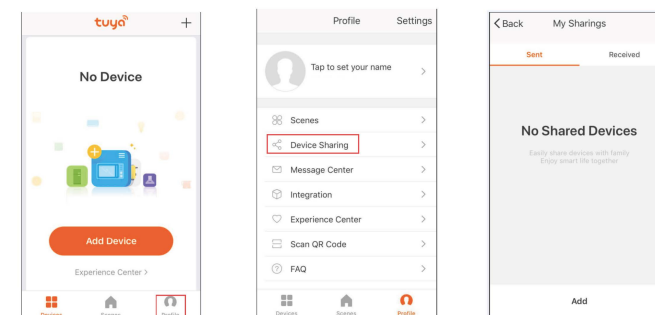 tuya
+
No Device
Add Device
Experience Center >
Devices
Scenes
Profile
Profile
Settings
Tap to set your name
Scenes
Device Sharing
Message Center
Integration
Experience Center
Scan QR Code
? FAQ
Devices
Scenes
Profile
< Back
My Sharings
Sent
Received
No Shared Devices
Easily share devices with family
Enjoy smart life together
Add